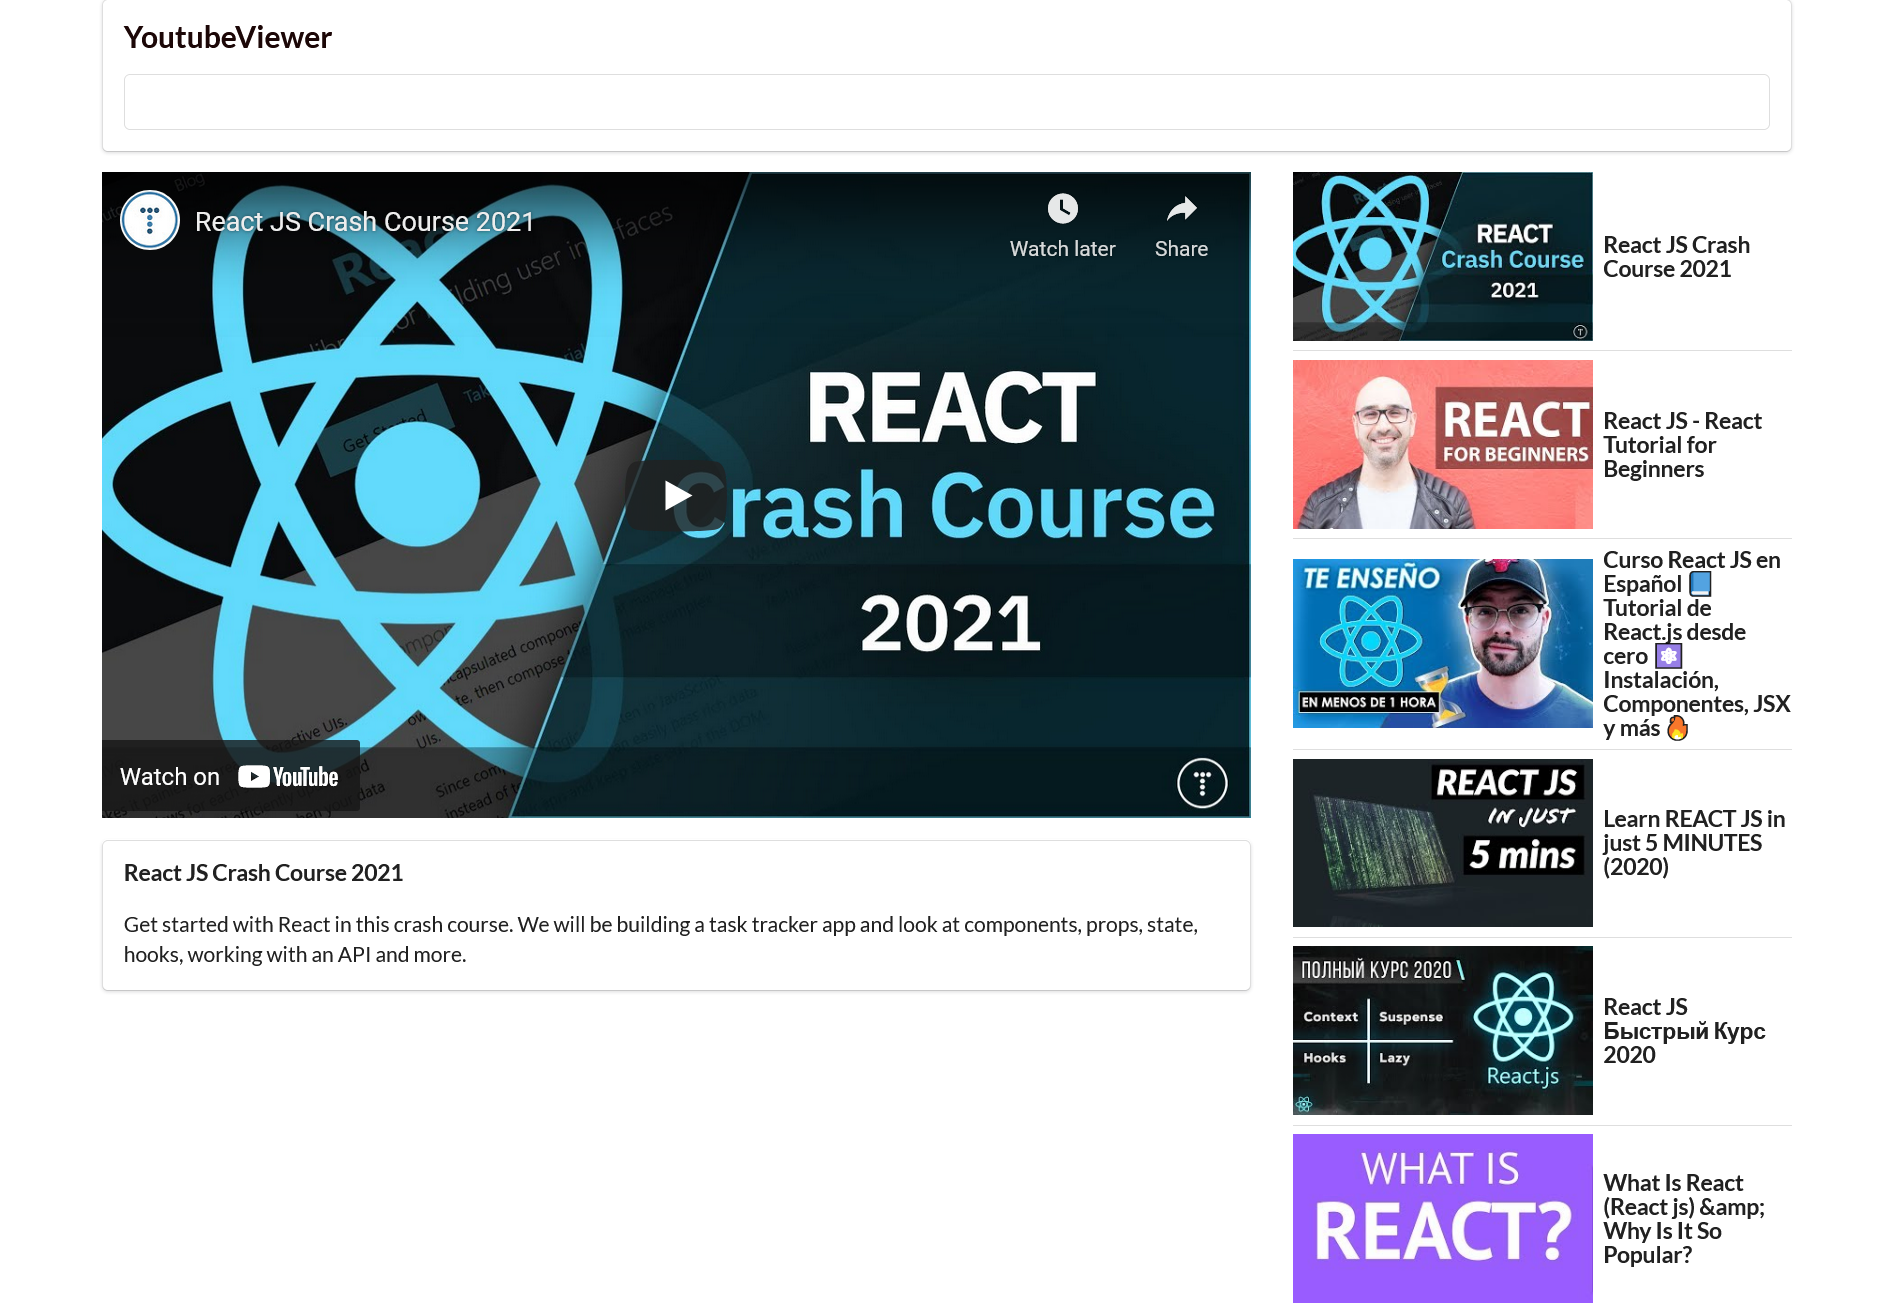 YoutubeViewer
React JS Crash Course 2021
Watch later
Share
Get Started
REACT
Crash Course
2021
Watch on YouTube
React JS Crash Course 2021
Get started with React in this crash course. We will be building a task tracker app and look at components, props, state,
hooks, working with an API and more.
REACT
Crash Course
2021
React JS Crash
Course 2021
REACT
FOR BEGINNERS
React JS - React
Tutorial for
Beginners
TE ENSEÑO
EN MENOS DE 1 HORA
Curso React JS en
Español 📘
Tutorial de
React.js desde
cero ⚛️
Instalación,
Componentes, JSX
y más 🔥
REACT JS
IN JUST
5 mins
Learn REACT JS in
just 5 MINUTES
(2020)
ПОЛНЫЙ КУРС 2020 \
Context
Suspense
Hooks
Lazy
React.js
React JS
Быстрый Курс
2020
WHAT IS
REACT?
What Is React
(React js) &amp;
Why Is It So
Popular?